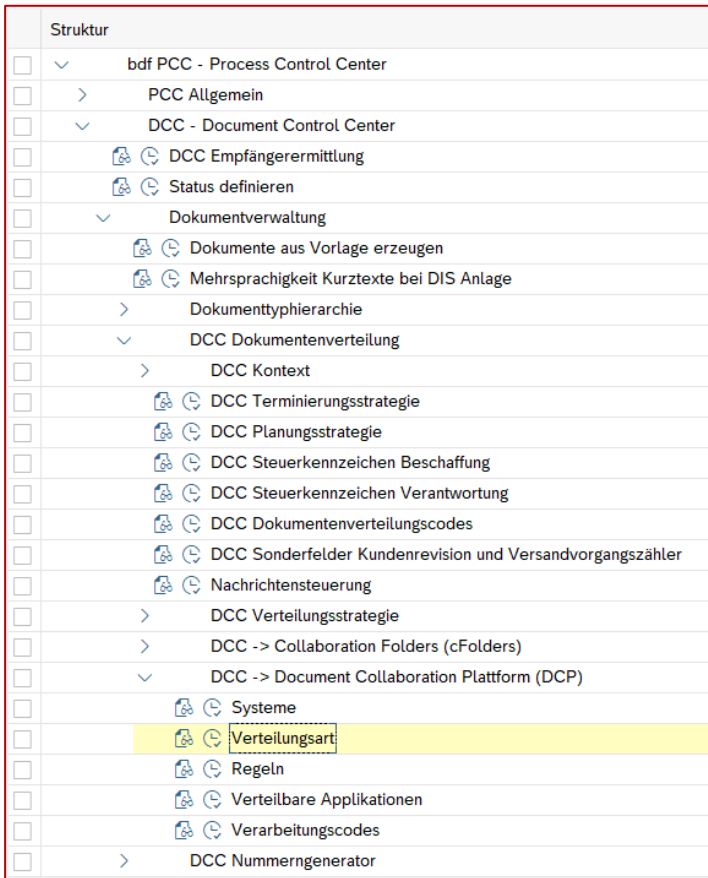 Struktur
bdf PCC - Process Control Center
PCC Allgemein
DCC - Document Control Center
DCC Empfängerermittlung
Status definieren
Dokumentverwaltung
Dokumente aus Vorlage erzeugen
Mehrsprachigkeit Kurztexte bei DIS Anlage
Dokumenttyphierarchie
DCC Dokumentenverteilung
DCC Kontext
DCC Terminierungsstrategie
DCC Planungsstrategie
DCC Steuerkennzeichen Beschaffung
DCC Steuerkennzeichen Verantwortung
DCC Dokumentenverteilungscodes
DCC Sonderfelder Kundenrevision und Versandvorgangszähler
Nachrichtensteuerung
DCC Verteilungsstrategie
DCC -> Collaboration Folders (cFolders)
DCC -> Document Collaboration Plattform (DCP)
Systeme
Verteilungsart
Regeln
Verteilbare Applikationen
Verarbeitungscodes
DCC Nummerngenerator